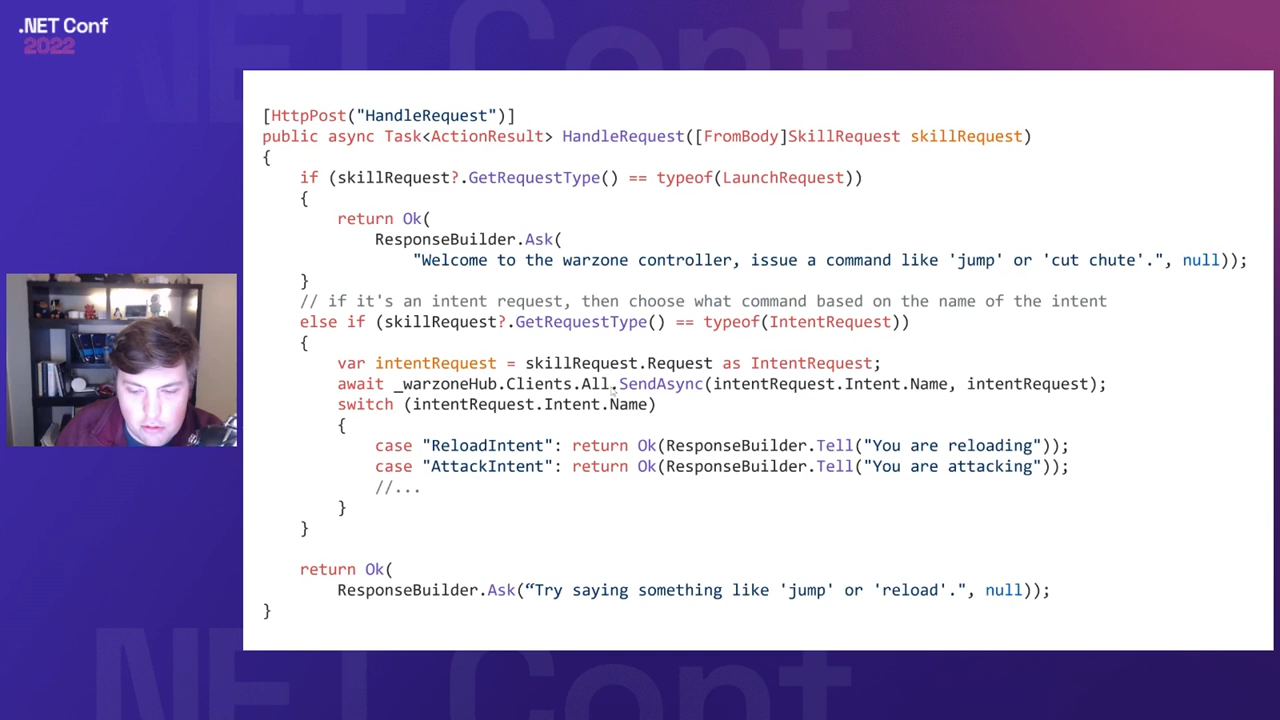 .NET Conf
2022
[HttpPost("HandleRequest")]
public async Task<ActionResult> HandleRequest([FromBody]SkillRequest skillRequest)
{
    if (skillRequest?.GetRequestType() == typeof(LaunchRequest))
    {
        return Ok(
            ResponseBuilder.Ask(
                "Welcome to the warzone controller, issue a command like 'jump' or 'cut chute'.", null));
    }
    // if it's an intent request, then choose what command based on the name of the intent
    else if (skillRequest?.GetRequestType() == typeof(IntentRequest))
    {
        var intentRequest = skillRequest.Request as IntentRequest;
        await _warzoneHub.Clients.All.SendAsync(intentRequest.Intent.Name, intentRequest);
        switch (intentRequest.Intent.Name)
        {
            case "ReloadIntent": return Ok(ResponseBuilder.Tell("You are reloading"));
            case "AttackIntent": return Ok(ResponseBuilder.Tell("You are attacking"));
            //...
        }
    }
    return Ok(
        ResponseBuilder.Ask(“Try saying something like 'jump' or 'reload'.", null));
}